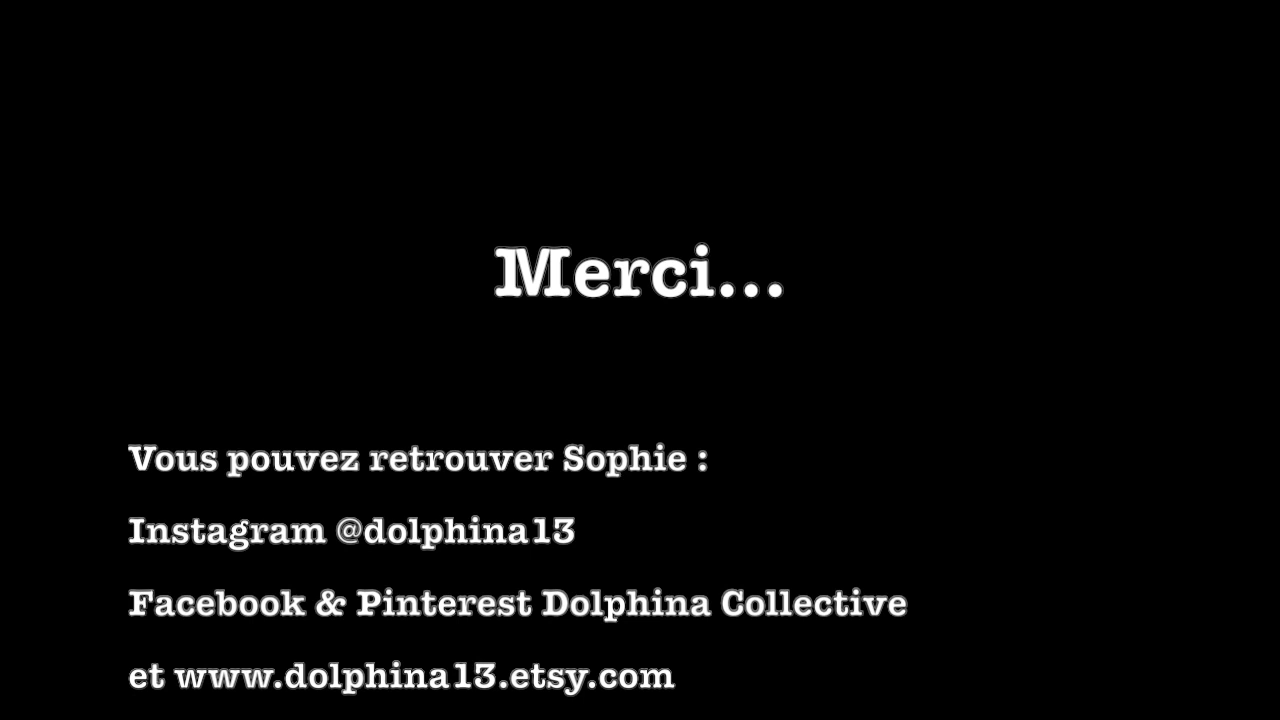 Merci...
Vous pouvez retrouver Sophie :
Instagram @dolphina13
Facebook & Pinterest Dolphina Collective
et www.dolphina13.etsy.com